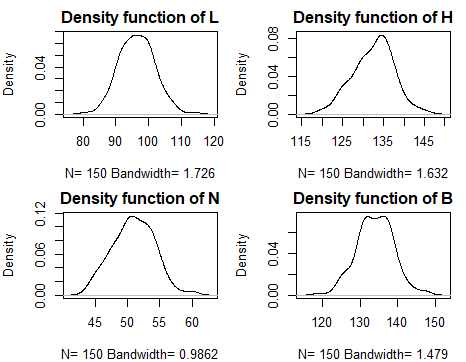 Density function of L
Density
0.00 0.04
80 90 100 110 120
N= 150 Bandwidth= 1.726
Density function of H
Density
0.00 0.04 0.08
115 125 135 145
N= 150 Bandwidth= 1.632
Density function of N
Density
0.00 0.06 0.12
45 50 55 60
N= 150 Bandwidth= 0.9862
Density function of B
Density
0.00 0.04
120 130 140 150
N= 150 Bandwidth= 1.479